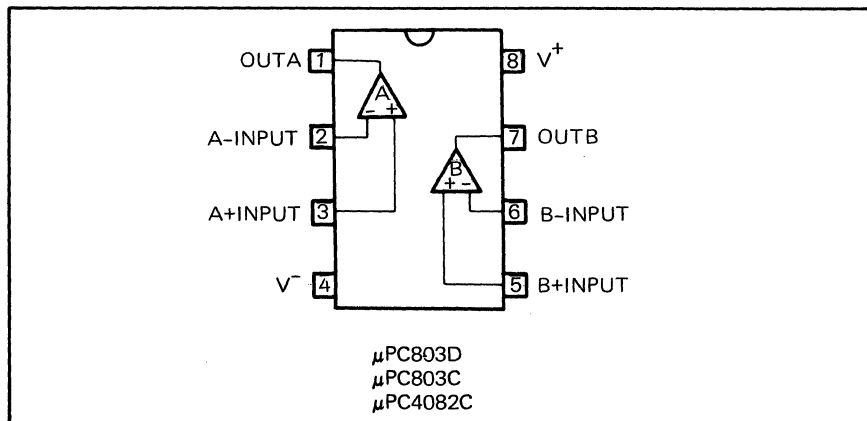 OUTA 1 8 V+
A
- +
A-INPUT 2 7 OUTB
B
+ -
A+INPUT 3 6 B-INPUT
V- 4 5 B+INPUT
μPC803D
μPC803C
μPC4082C